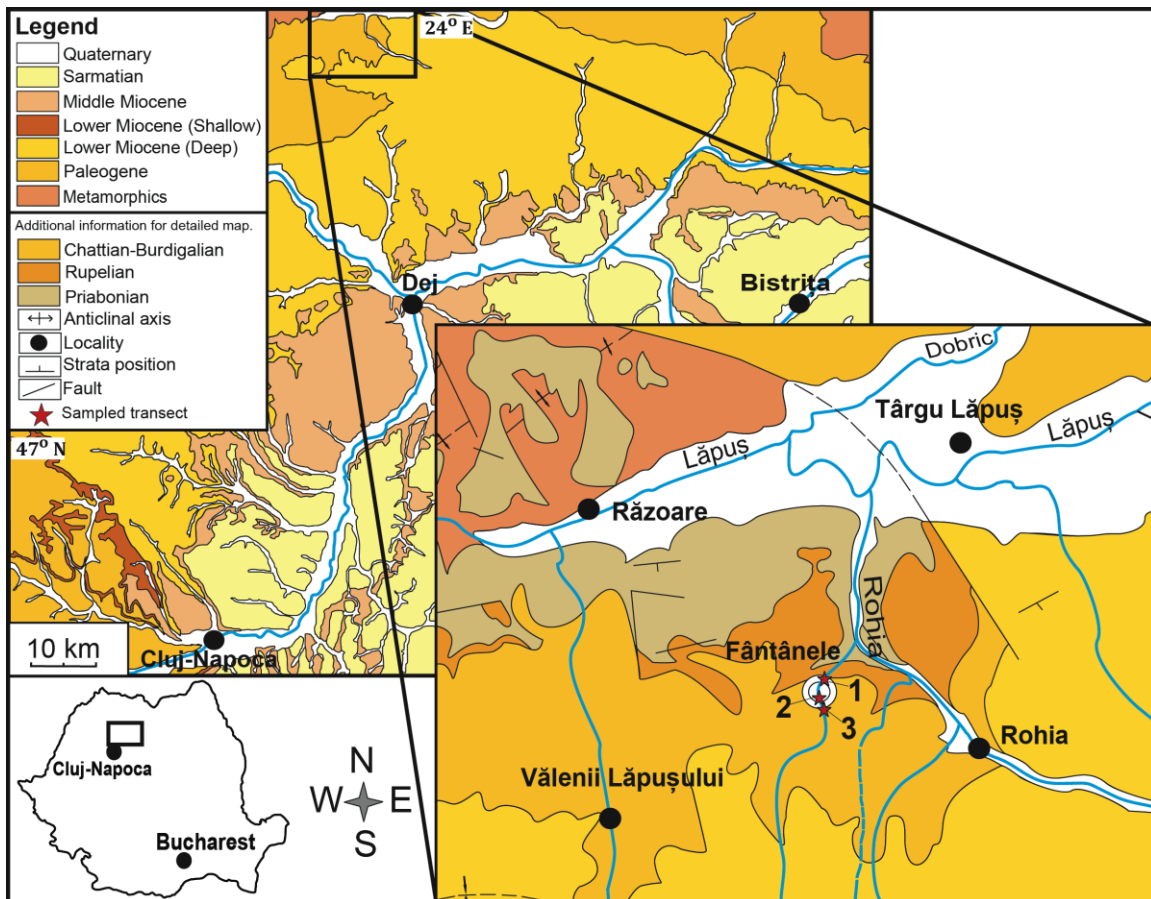 Legend
Quaternary
Sarmatian
Middle Miocene
Lower Miocene (Shallow)
Lower Miocene (Deep)
Paleogene
Metamorphics
Additional information for detailed map.
Chattian-Burdigalian
Rupelian
Priabonian
Anticlinal axis
Locality
Strata position
Fault
Sampled transect
24° E
47° N
Dej
Bistrița
Cluj-Napoca
10 km
Cluj-Napoca
Bucharest
N
W E
S
Dobric
Târgu Lăpuș
Lăpuș
Lăpuș
Răzoare
Rohia
Fântânele
1
2
3
Rohia
Vălenii Lăpușului